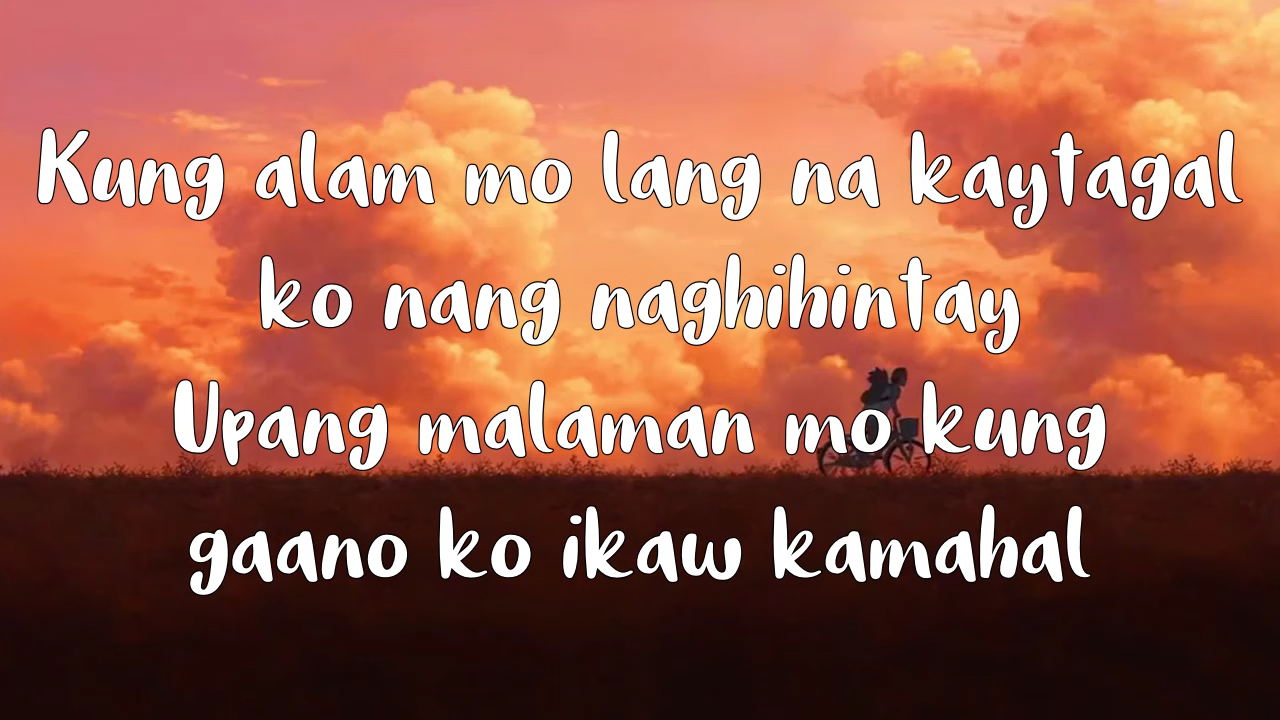 Kung alam mo lang na kaytagal
ko nang naghihintay
Upang malaman mo kung
gaano ko ikaw kamahal